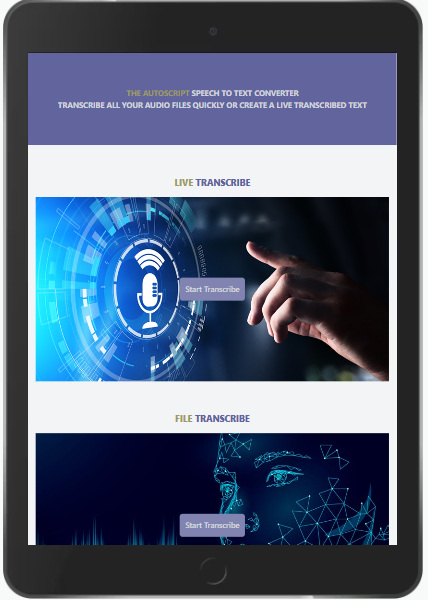 THE AUTOSCRIPT SPEECH TO TEXT CONVERTER
TRANSCRIBE ALL YOUR AUDIO FILES QUICKLY OR CREATE A LIVE TRANSCRIBED TEXT
LIVE TRANSCRIBE
Start Transcribe
FILE TRANSCRIBE
Start Transcribe